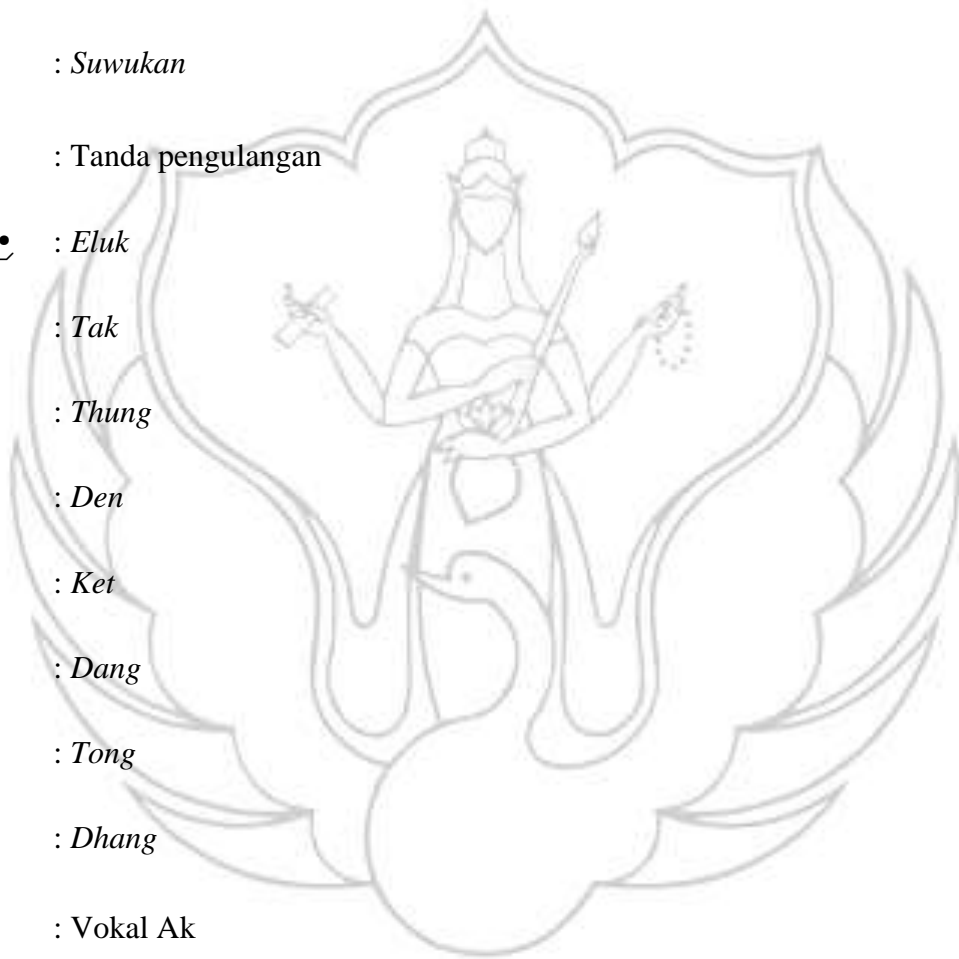 : Suwukan
: Tanda pengulangan
: Eluk
: Tak
: Thung
: Den
: Ket
: Dang
: Tong
: Dhang
: Vokal Ak